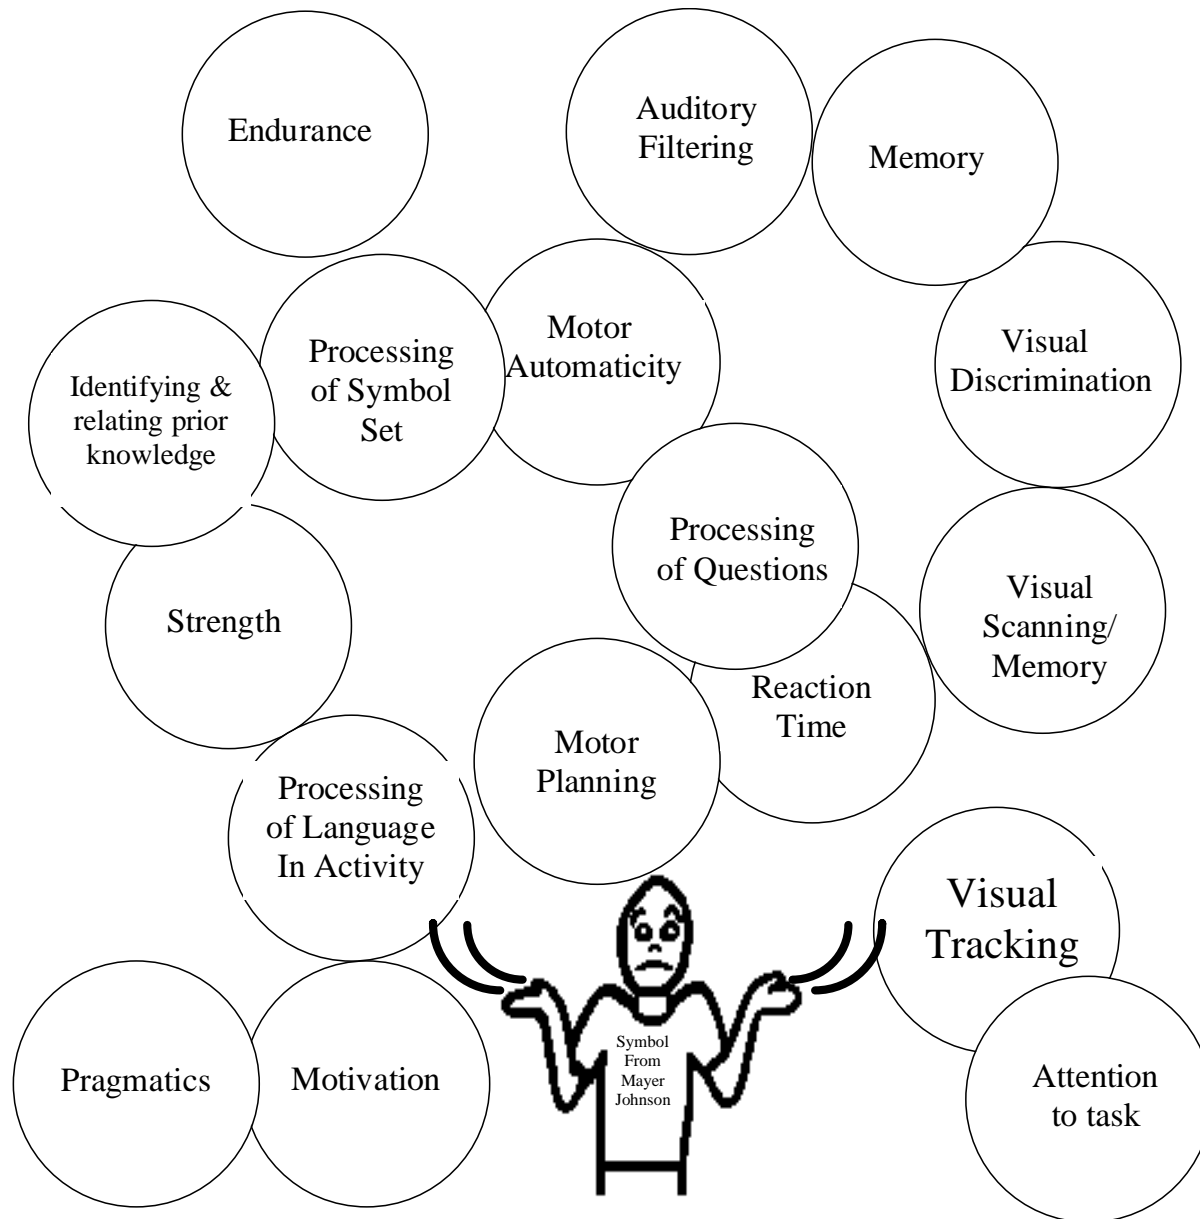 Endurance
Auditory
Filtering
Memory
Identifying &
relating prior
knowledge
Processing
of Symbol
Set
Motor
Automaticity
Visual
Discrimination
Processing
of Questions
Visual
Scanning/
Memory
Strength
Reaction
Time
Motor
Planning
Processing
of Language
In Activity
Visual
Tracking
Pragmatics
Motivation
Symbol
From
Mayer
Johnson
Attention
to task